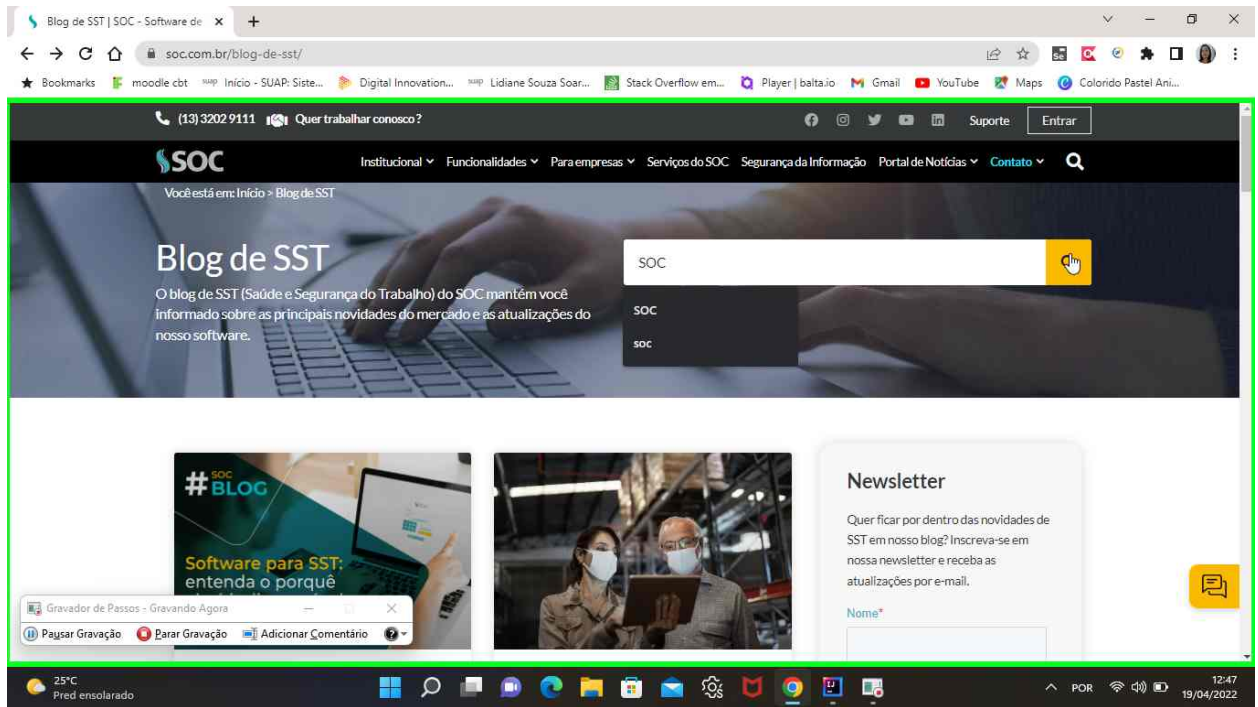 Blog de SST | SOC - Software de
soc.com.br/blog-de-sst/
Bookmarks moodle cbt Início - SUAP: Siste... Digital Innovation... Lidiane Souza Soar... Stack Overflow em... Player | balta.io Gmail YouTube Maps Colorido Pastel Ani...
(13) 3202 9111 Quer trabalhar conosco? Suporte Entrar
SOC Institucional Funcionalidades Para empresas Serviços do SOC Segurança da Informação Portal de Notícias Contato
Você está em: Início > Blog de SST
Blog de SST
O blog de SST (Saúde e Segurança do Trabalho) do SOC mantém você
informado sobre as principais novidades do mercado e as atualizações do
nosso software.
SOC
SOC
soc
#SOC
BLOG
Software para SST:
entenda o porquê
Newsletter
Quer ficar por dentro das novidades de
SST em nosso blog? Inscreva-se em
nossa newsletter e receba as
atualizações por e-mail.
Nome*
Gravador de Passos - Gravando Agora
Pausar Gravação Parar Gravação Adicionar Comentário
25°C
Pred ensolarado
POR
12:47
19/04/2022